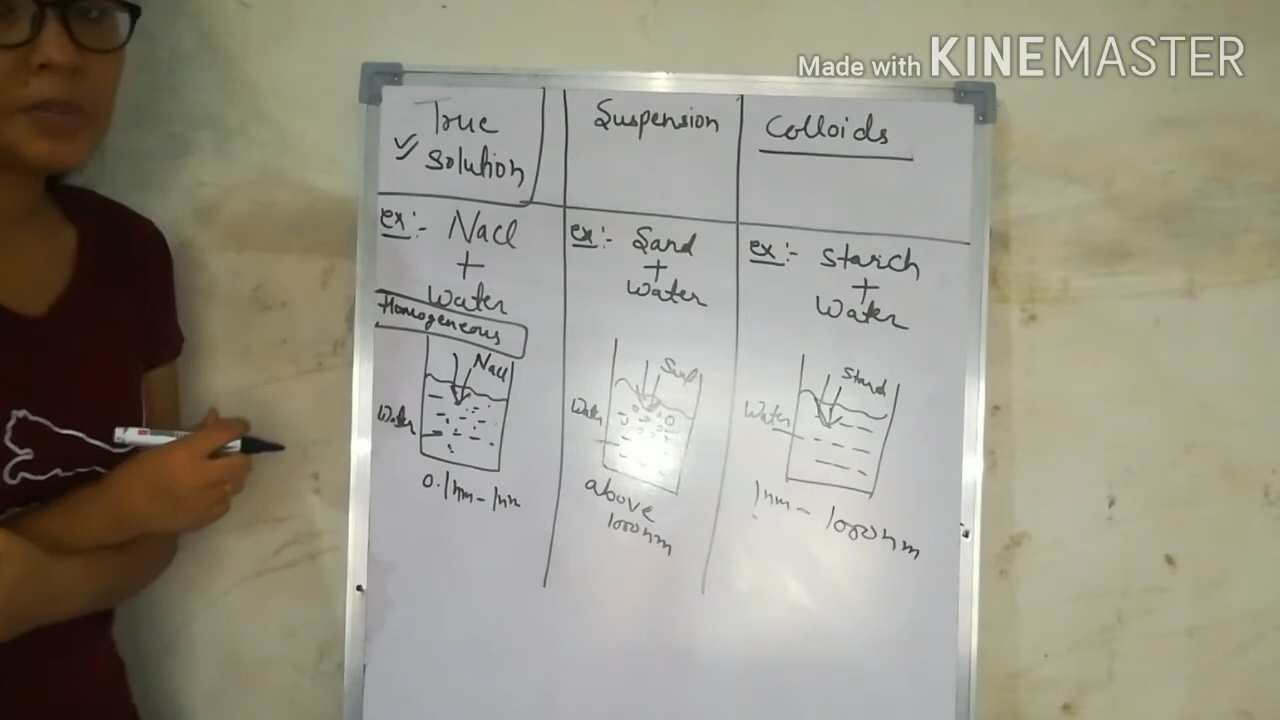 Made with KINEMASTER
True
✓ Solution
Suspension
Colloids
ex:- NaCl
+
Water
Homogeneous
NaCl
Water
0.1nm - 1nm
ex:- Sand
+
Water
Sand
Water
above
1000nm
ex:- Starch
+
Water
Water
1nm - 1000nm